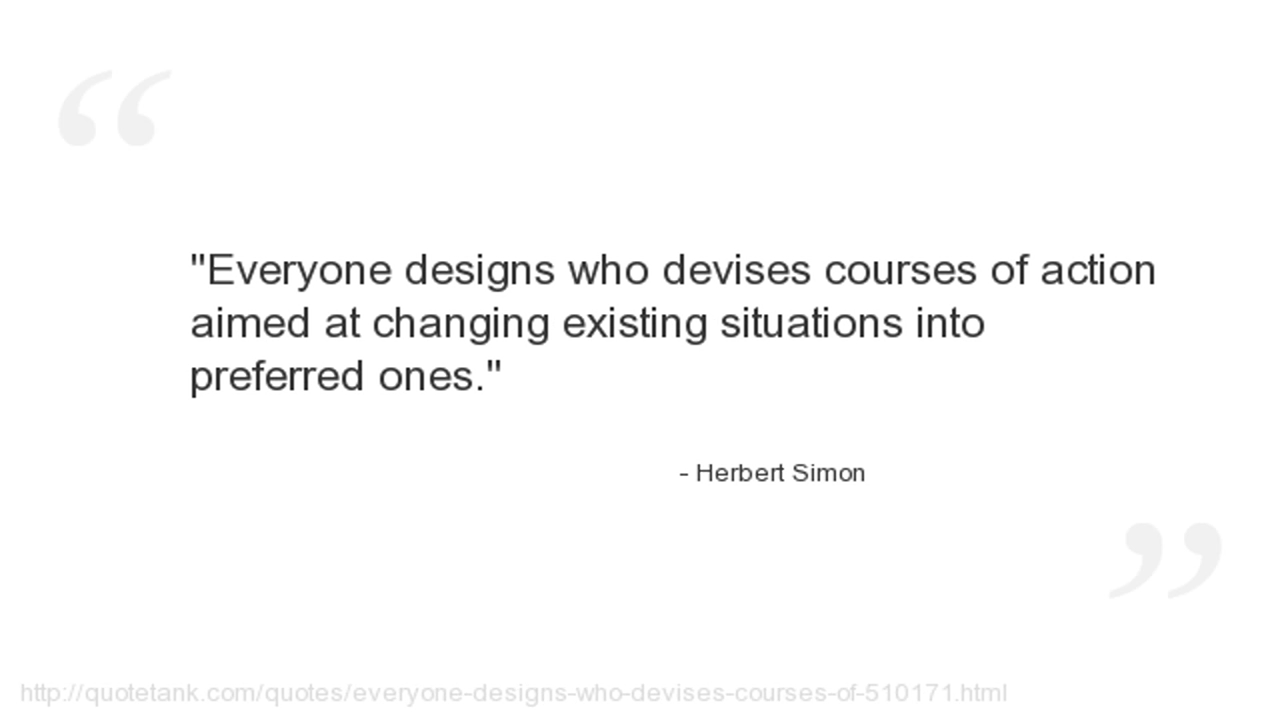 "Everyone designs who devises courses of action
aimed at changing existing situations into
preferred ones."
- Herbert Simon
http://quotetank.com/quotes/everyone-designs-who-devises-courses-of-510171.html